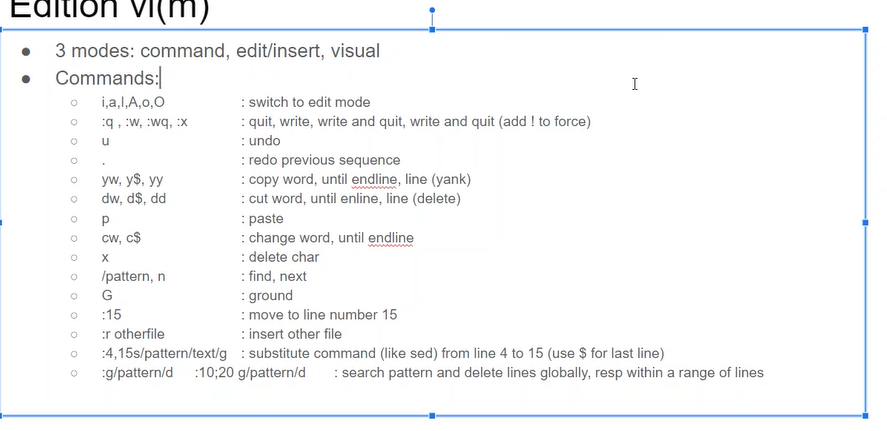 Edition vi(m)
● 3 modes: command, edit/insert, visual
● Commands:
○ i,a,I,A,o,O : switch to edit mode
○ :q , :w, :wq, :x : quit, write, write and quit, write and quit (add ! to force)
○ u : undo
○ . : redo previous sequence
○ yw, y$, yy : copy word, until endline, line (yank)
○ dw, d$, dd : cut word, until enline, line (delete)
○ p : paste
○ cw, c$ : change word, until endline
○ x : delete char
○ /pattern, n : find, next
○ G : ground
○ :15 : move to line number 15
○ :r otherfile : insert other file
○ :4,15s/pattern/text/g : substitute command (like sed) from line 4 to 15 (use $ for last line)
○ :g/pattern/d :10;20 g/pattern/d : search pattern and delete lines globally, resp within a range of lines